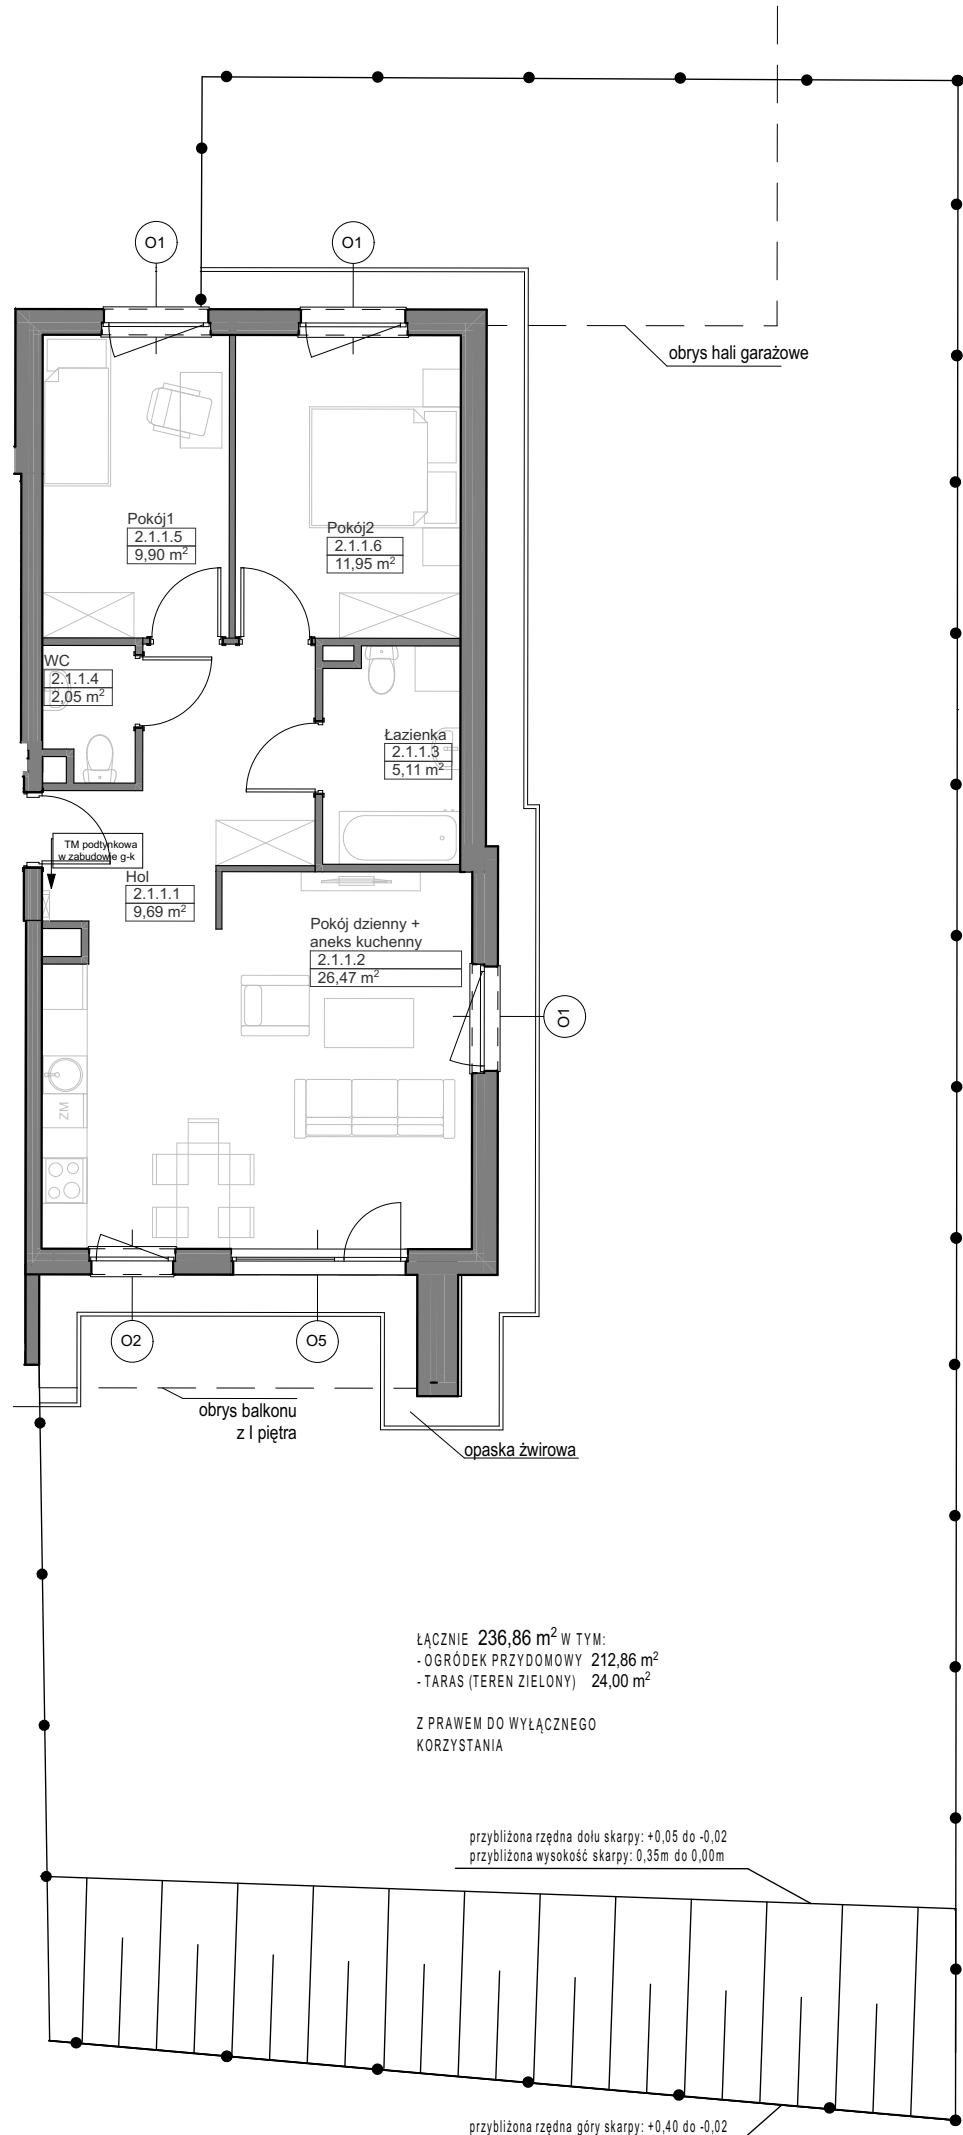 O1
O1
obrys hali garażowe
Pokój1
2.1.1.5
9,90 m²
Pokój2
2.1.1.6
11,95 m²
WC
2.1.1.4
2,05 m²
Łazienka
2.1.1.3
5,11 m²
TM podtynkowa
w zabudowie g-k
Hol
2.1.1.1
9,69 m²
Pokój dzienny +
aneks kuchenny
2.1.1.2
26,47 m²
O1
ZM
O2
O5
obrys balkonu
z I piętra
opaska żwirowa
ŁĄCZNIE 236,86 m² W TYM:
- OGRÓDEK PRZYDOMOWY 212,86 m²
- TARAS (TEREN ZIELONY) 24,00 m²
Z PRAWEM DO WYŁĄCZNEGO
KORZYSTANIA
przybliżona rzędna dołu skarpy: +0,05 do -0,02
przybliżona wysokość skarpy: 0,35m do 0,00m
przybliżona rzędna góry skarpy: +0,40 do -0,02